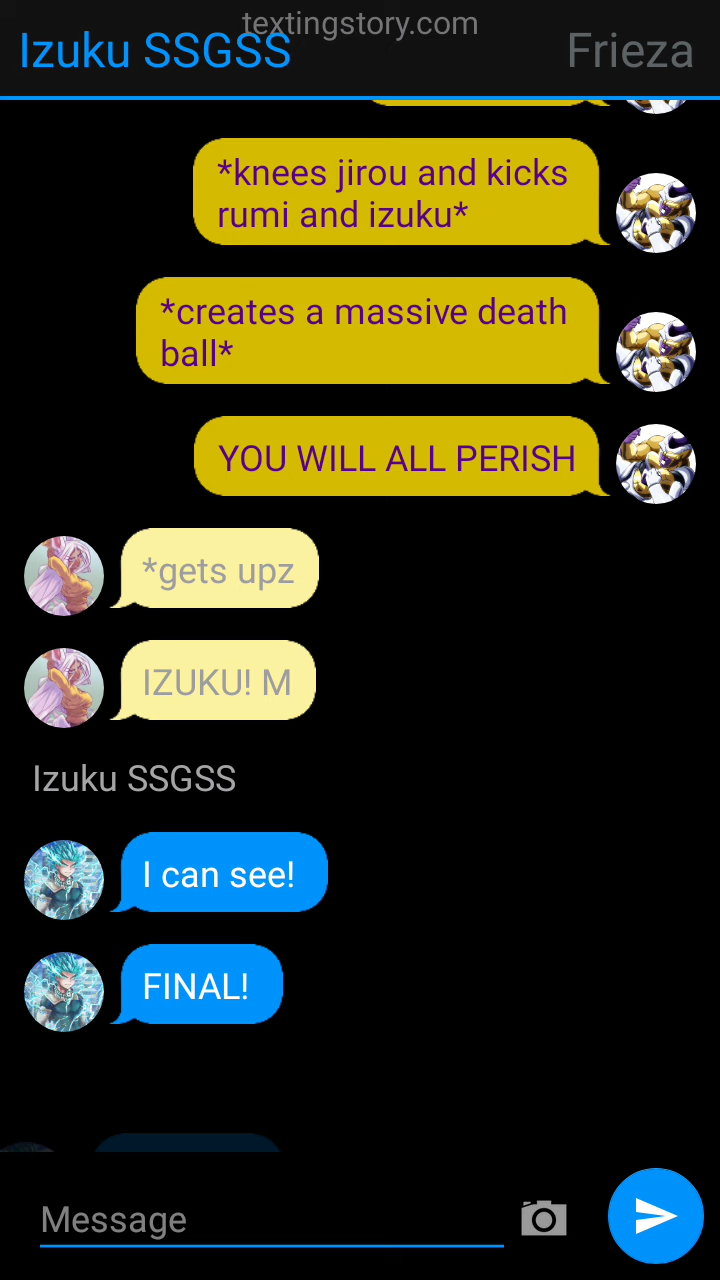 textingstory.com
Izuku SSGSS
Frieza
*knees jirou and kicks
rumi and izuku*
*creates a massive death
ball*
YOU WILL ALL PERISH
*gets upz
IZUKU! M
Izuku SSGSS
I can see!
FINAL!
Message